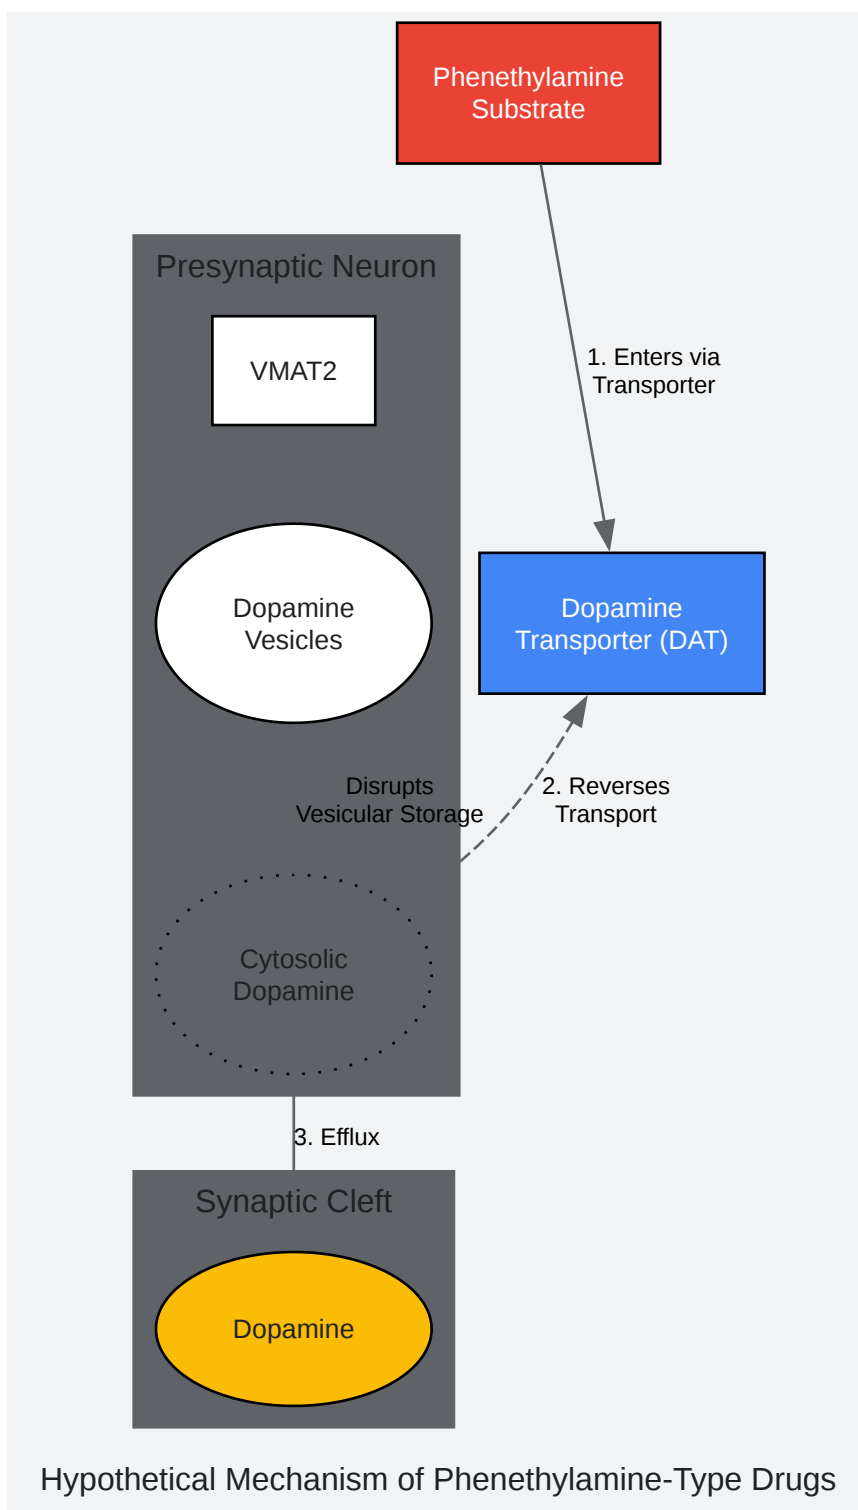 Phenethylamine
Substrate
Presynaptic Neuron
VMAT2
1. Enters via
Transporter
Dopamine
Vesicles
Dopamine
Transporter (DAT)
Disrupts
Vesicular Storage
2. Reverses
Transport
Cytosolic
Dopamine
3. Efflux
Synaptic Cleft
Dopamine
Hypothetical Mechanism of Phenethylamine-Type Drugs